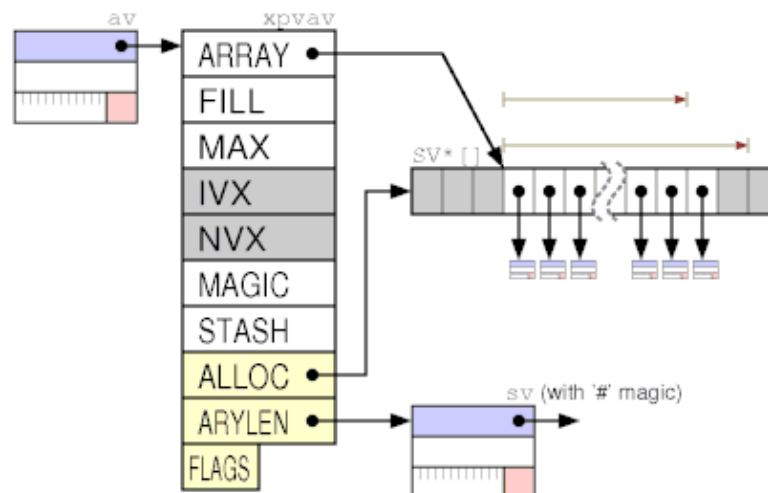 av
xpvav
ARRAY
FILL
MAX
SV*[]
IVX
NVX
MAGIC
STASH
ALLOC
sv (with '#' magic)
ARYLEN
FLAGS